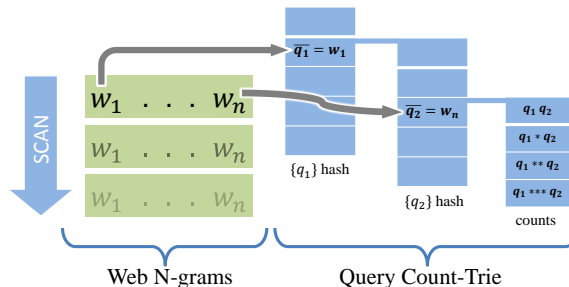 SCAN
w₁ . . . wₙ
w₁ . . . wₙ
w₁ . . . wₙ
Web N-grams
q̅₁ = w₁
{q₁} hash
q̅₂ = wₙ
{q₂} hash
q₁ q₂
q₁ * q₂
q₁ ** q₂
q₁ *** q₂
counts
Query Count-Trie